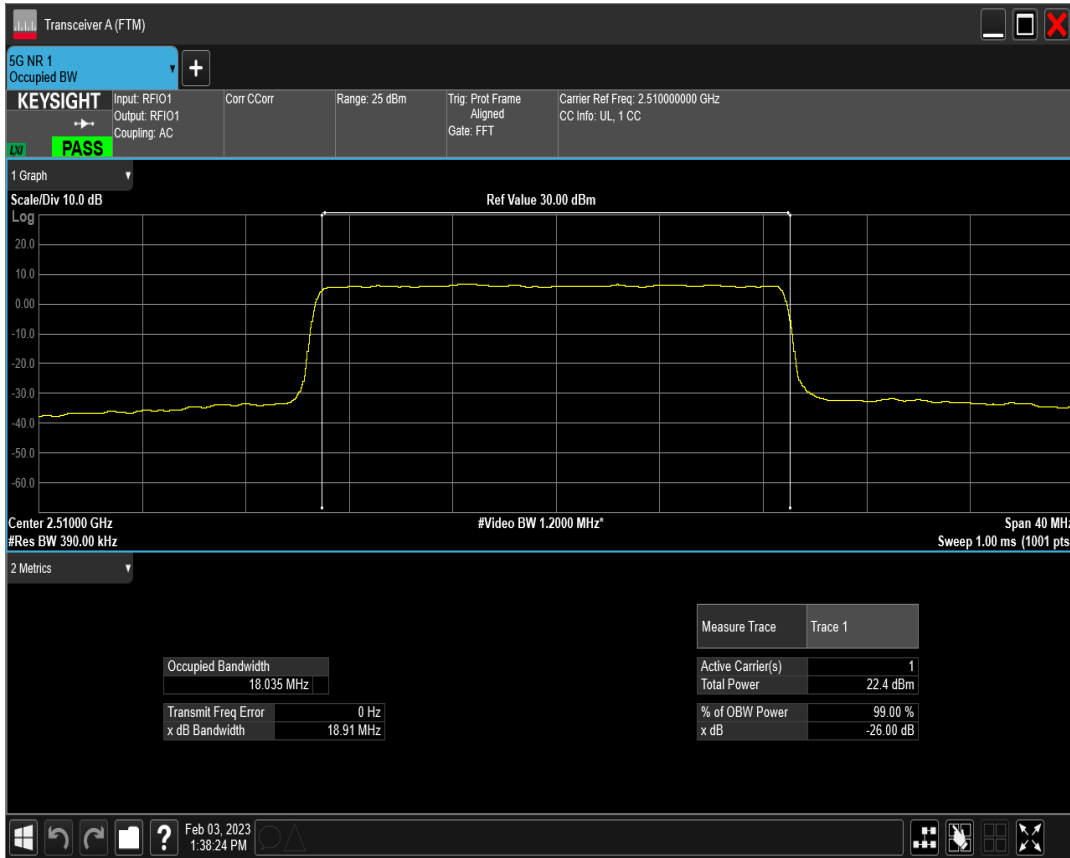 Transceiver A (FTM)
5G NR 1
Occupied BW
+
KEYSIGHT
LXI
PASS
Input: RFIO1
Output: RFIO1
Coupling: AC
Corr CCorr
Range: 25 dBm
Trig: Prot Frame
Aligned
Gate: FFT
Carrier Ref Freq: 2.510000000 GHz
CC Info: UL, 1 CC
1 Graph
Scale/Div 10.0 dB
Ref Value 30.00 dBm
Log
20.0
10.0
0.00
-10.0
-20.0
-30.0
-40.0
-50.0
-60.0
Center 2.51000 GHz
#Video BW 1.2000 MHz*
Span 40 MHz
#Res BW 390.00 kHz
Sweep 1.00 ms (1001 pts
2 Metrics
Measure Trace Trace 1
Occupied Bandwidth
18.035 MHz
Active Carrier(s) 1
Total Power 22.4 dBm
Transmit Freq Error 0 Hz
x dB Bandwidth 18.91 MHz
% of OBW Power 99.00 %
x dB -26.00 dB
?
Feb 03, 2023
1:38:24 PM